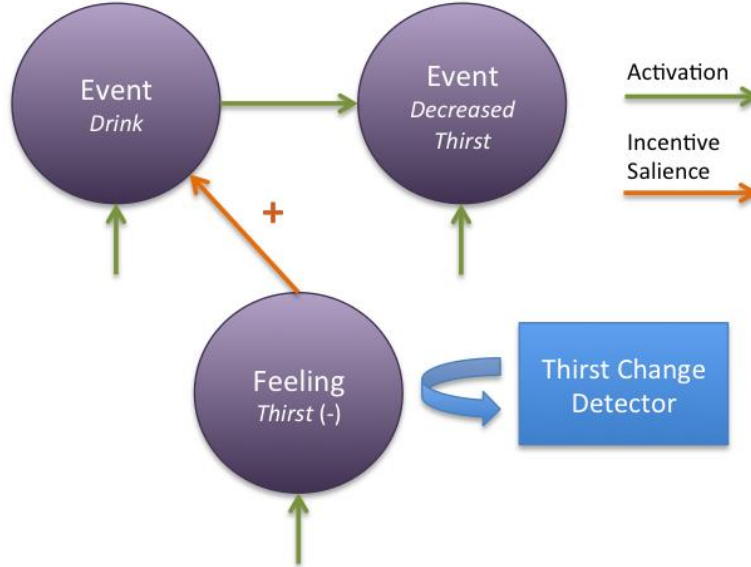 Event
Drink
Event
Decreased
Thirst
Activation
Incentive
Salience
+
Feeling
Thirst (-)
Thirst Change
Detector